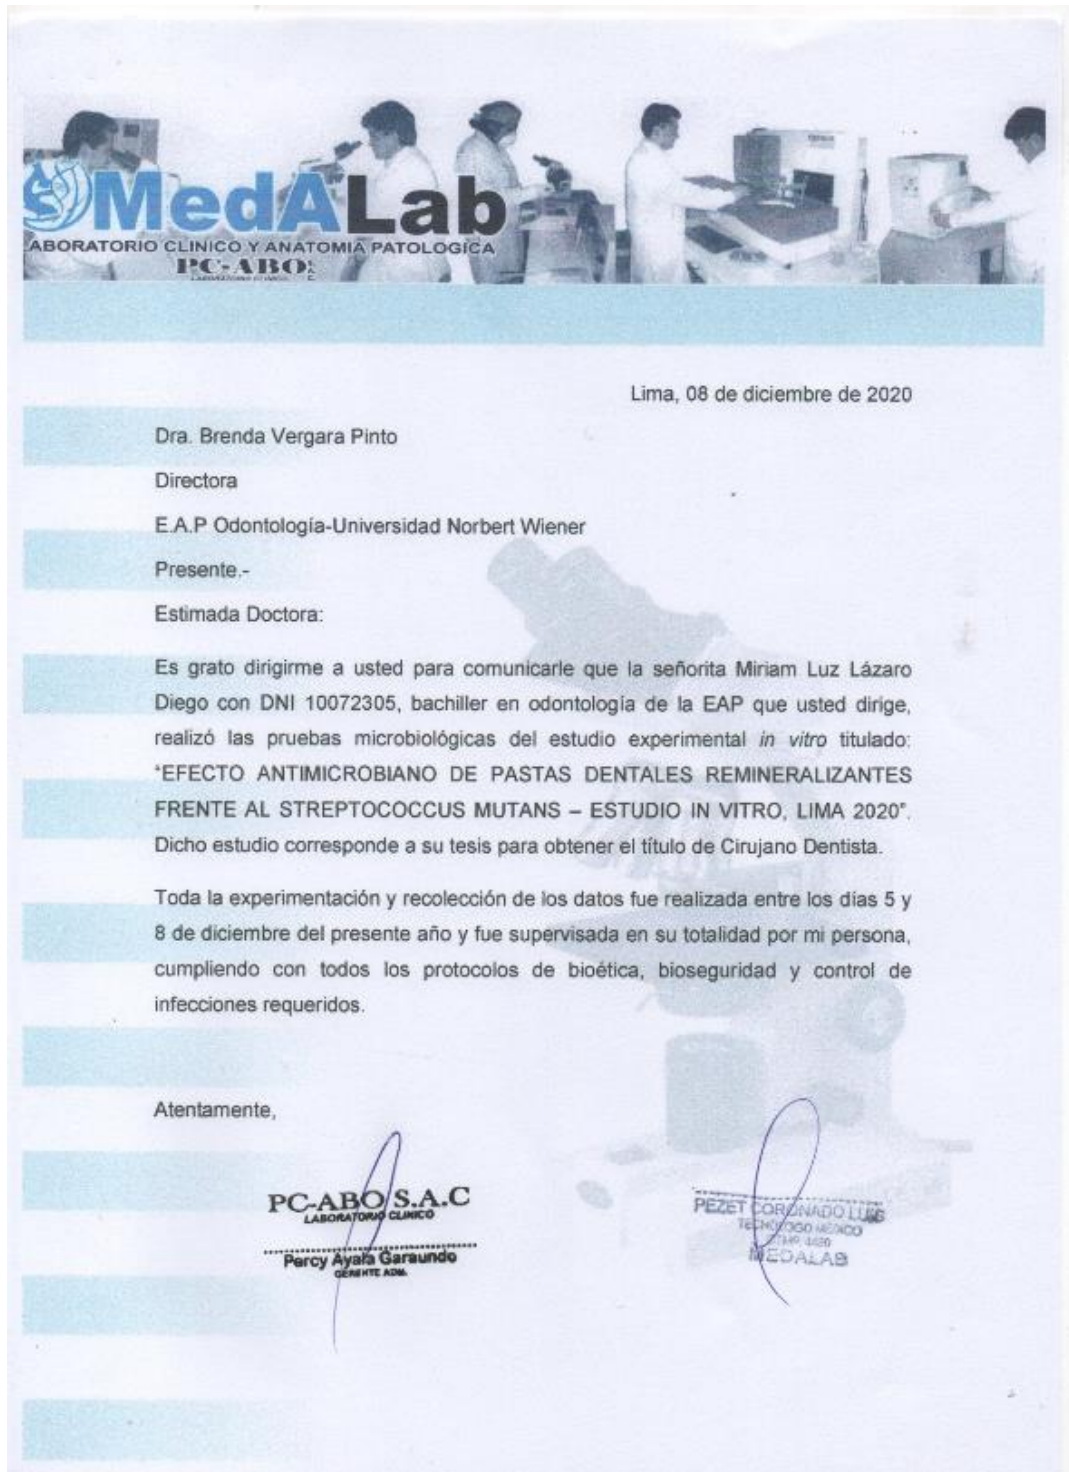 MedALab
LABORATORIO CLINICO Y ANATOMIA PATOLOGICA
PC-ABO
LABORATORIO CLINICO
Lima, 08 de diciembre de 2020
Dra. Brenda Vergara Pinto
Directora
E.A.P Odontología-Universidad Norbert Wiener
Presente.-
Estimada Doctora:
Es grato dirigirme a usted para comunicarle que la señorita Miriam Luz Lázaro
Diego con DNI 10072305, bachiller en odontología de la EAP que usted dirige,
realizó las pruebas microbiológicas del estudio experimental in vitro titulado:
"EFECTO ANTIMICROBIANO DE PASTAS DENTALES REMINERALIZANTES
FRENTE AL STREPTOCOCCUS MUTANS – ESTUDIO IN VITRO, LIMA 2020".
Dicho estudio corresponde a su tesis para obtener el título de Cirujano Dentista.
Toda la experimentación y recolección de los datos fue realizada entre los días 5 y
8 de diciembre del presente año y fue supervisada en su totalidad por mi persona,
cumpliendo con todos los protocolos de bioética, bioseguridad y control de
infecciones requeridos.
Atentamente,
PC-ABO S.A.C
LABORATORIO CLINICO
Percy Ayala Garaundo
GERENTE ADM.
PEZET CORONADO LUIS
TECNOLOGO MEDICO
MEDALAB